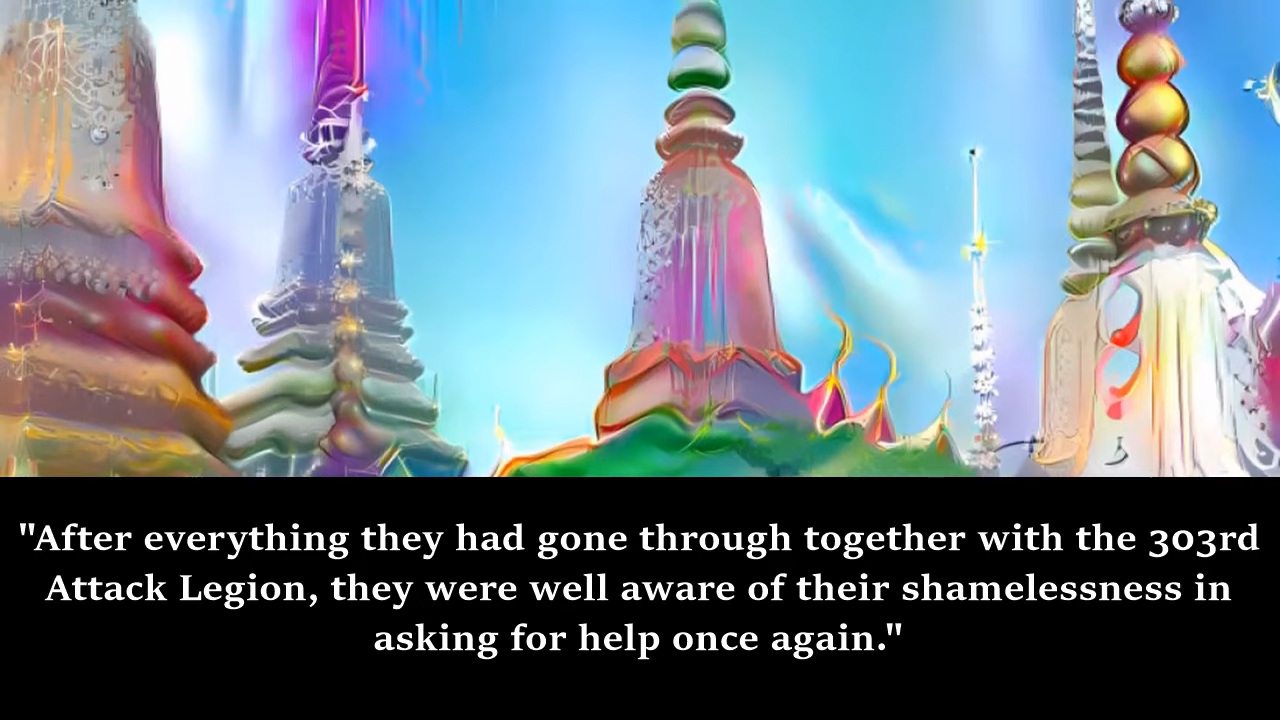 "After everything they had gone through together with the 303rd
Attack Legion, they were well aware of their shamelessness in
asking for help once again."